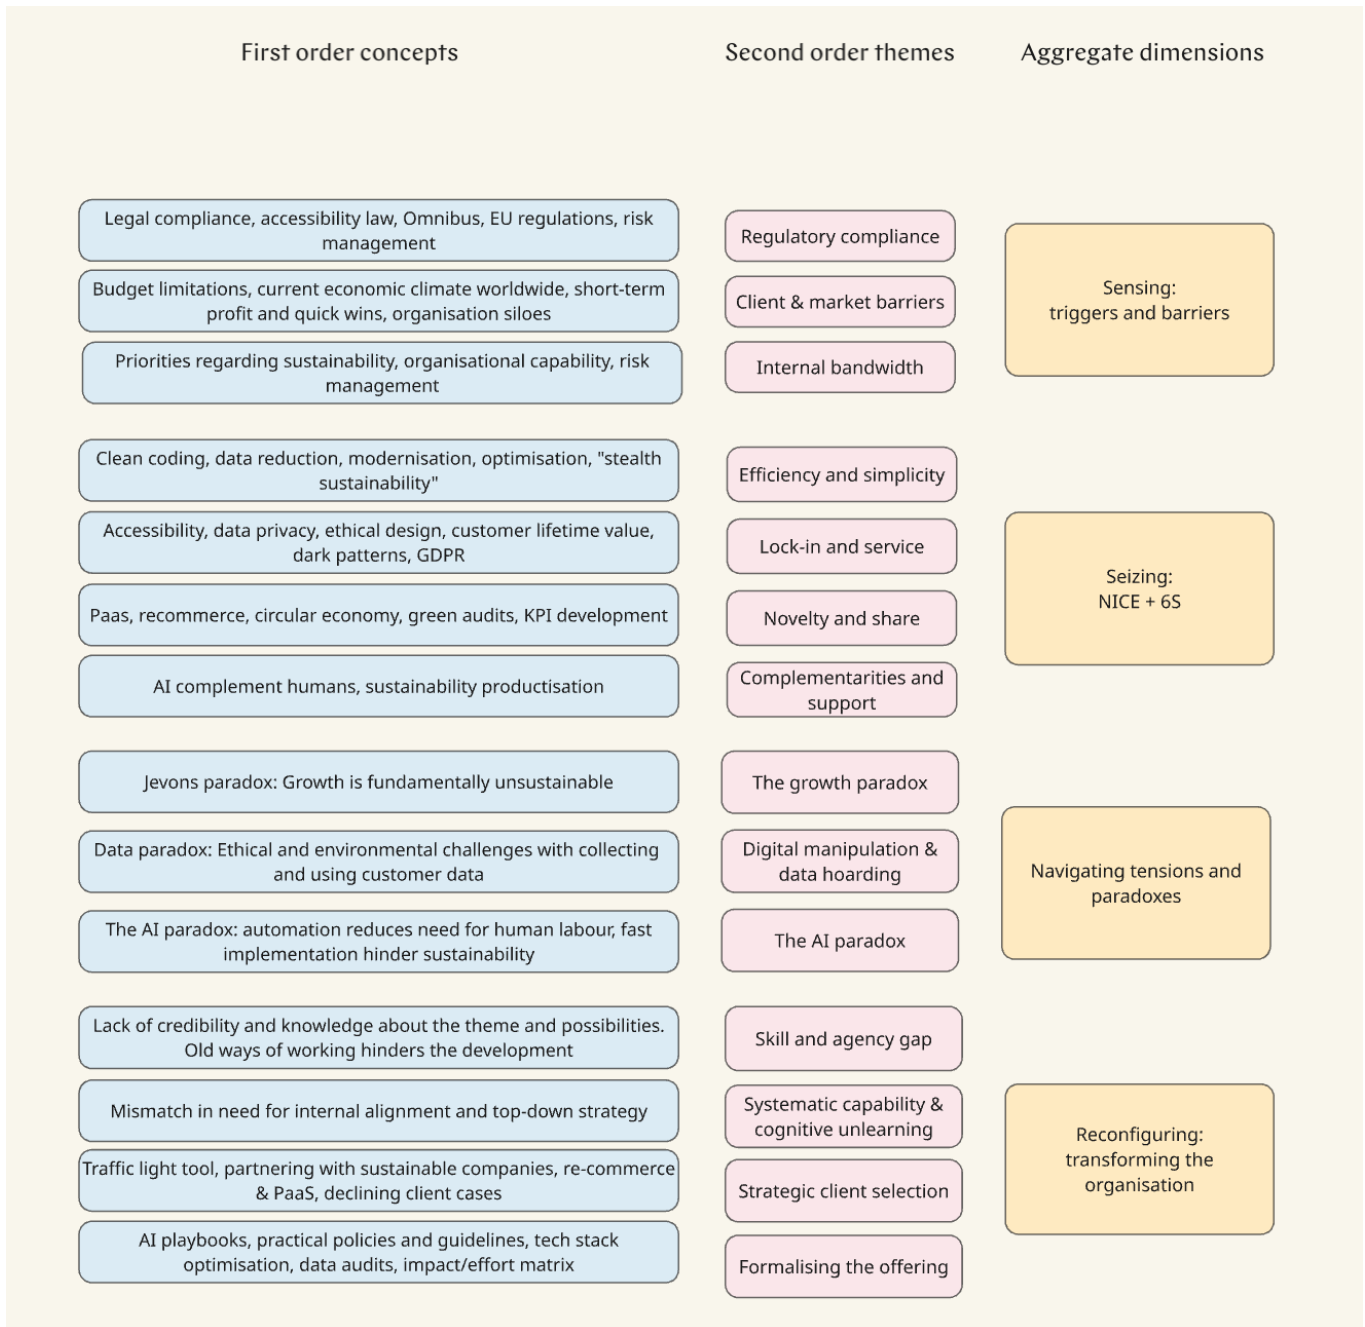 First order concepts
Second order themes
Aggregate dimensions
Legal compliance, accessibility law, Omnibus, EU regulations, risk
management
Regulatory compliance
Budget limitations, current economic climate worldwide, short-term
profit and quick wins, organisation siloes
Client & market barriers
Priorities regarding sustainability, organisational capability, risk
management
Internal bandwidth
Sensing:
triggers and barriers
Clean coding, data reduction, modernisation, optimisation, "stealth
sustainability"
Efficiency and simplicity
Accessibility, data privacy, ethical design, customer lifetime value,
dark patterns, GDPR
Lock-in and service
Paas, recommerce, circular economy, green audits, KPI development
Novelty and share
AI complement humans, sustainability productisation
Complementarities and
support
Seizing:
NICE + 6S
Jevons paradox: Growth is fundamentally unsustainable
The growth paradox
Data paradox: Ethical and environmental challenges with collecting
and using customer data
Digital manipulation &
data hoarding
The AI paradox: automation reduces need for human labour, fast
implementation hinder sustainability
The AI paradox
Navigating tensions and
paradoxes
Lack of credibility and knowledge about the theme and possibilities.
Old ways of working hinders the development
Skill and agency gap
Mismatch in need for internal alignment and top-down strategy
Systematic capability &
cognitive unlearning
Traffic light tool, partnering with sustainable companies, re-commerce
& PaaS, declining client cases
Strategic client selection
AI playbooks, practical policies and guidelines, tech stack
optimisation, data audits, impact/effort matrix
Formalising the offering
Reconfiguring:
transforming the
organisation